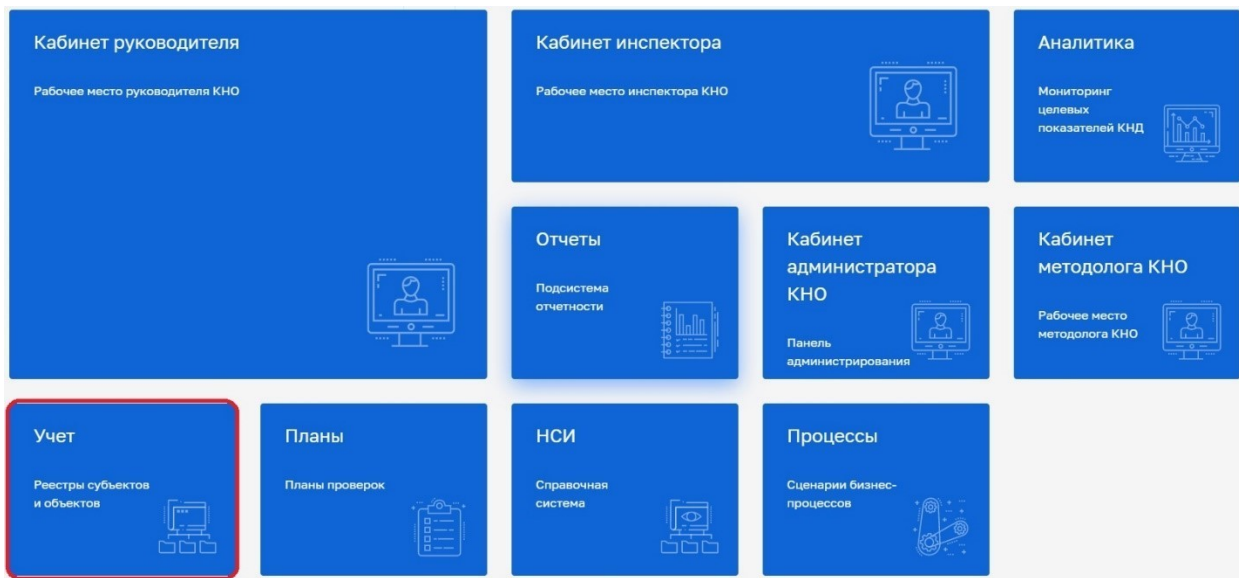 Кабинет руководителя
Рабочее место руководителя КНО
Кабинет инспектора
Рабочее место инспектора КНО
Аналитика
Мониторинг
целевых
показателей КНД
Отчеты
Подсистема
отчетности
Кабинет
администратора
КНО
Панель
администрирования
Кабинет
методолога КНО
Рабочее место
методолога КНО
Учет
Реестры субъектов
и объектов
Планы
Планы проверок
НСИ
Справочная
система
Процессы
Сценарии бизнес-
процессов